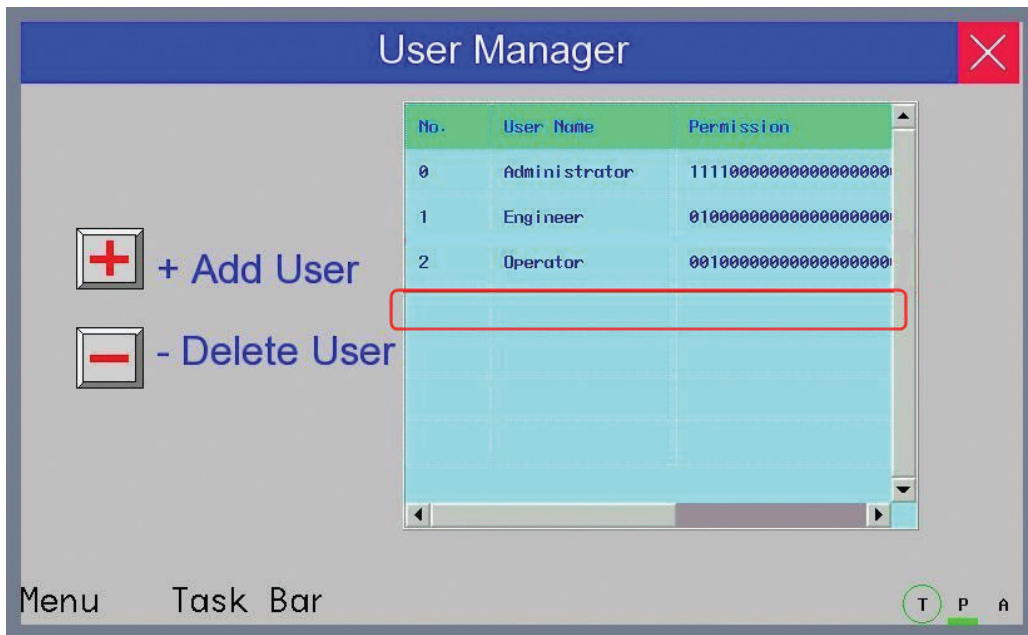 User Manager
No. User Name Permission
0 Administrator 11110000000000000000
1 Engineer 01000000000000000000
2 Operator 00100000000000000000
+ Add User
- Delete User
Menu Task Bar
T P A